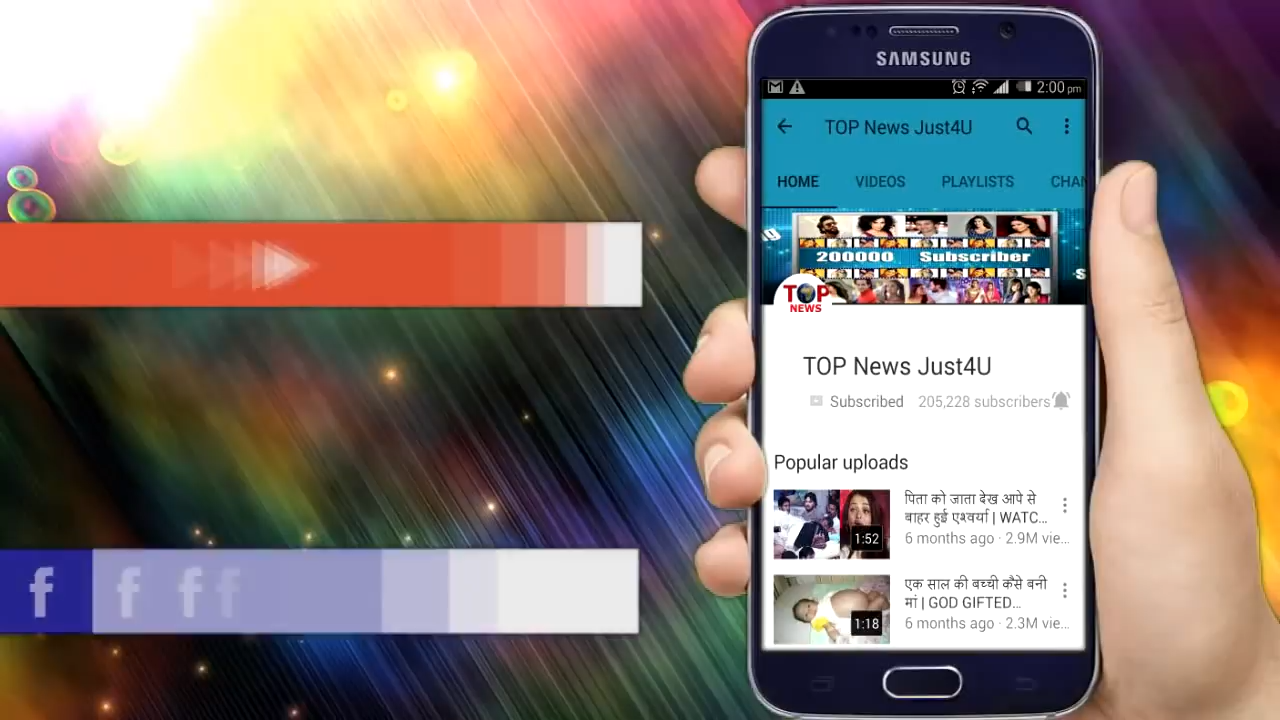 SAMSUNG
2:00 pm
TOP News Just4U
HOME VIDEOS PLAYLISTS CHAN
200000 Subscriber
TOP
NEWS
TOP News Just4U
Subscribed 205,228 subscribers
Popular uploads
पिता को जाता देख आपे से
बाहर हुई एश्वर्या | WATC...
6 months ago · 2.9M vie...
1:52
एक साल की बच्ची कैसे बनी
मां | GOD GIFTED...
6 months ago · 2.3M vie...
1:18